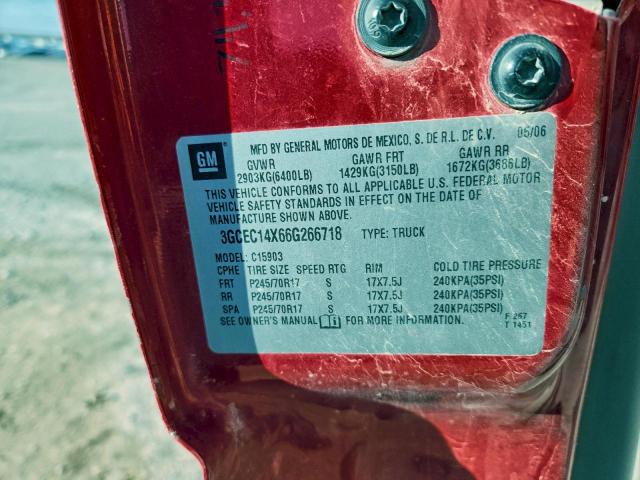 GM
MFD BY GENERAL MOTORS DE MEXICO, S. DE R.L. DE C.V. 05/06
GVWR GAWR FRT GAWR RR
2903KG(6400LB) 1429KG(3150LB) 1672KG(3686LB)
THIS VEHICLE CONFORMS TO ALL APPLICABLE U.S. FEDERAL MOTOR
VEHICLE SAFETY STANDARDS IN EFFECT ON THE DATE OF
MANUFACTURE SHOWN ABOVE.
3GCEC14X66G266718 TYPE: TRUCK
MODEL: C15903
CPHE TIRE SIZE SPEED RTG RIM COLD TIRE PRESSURE
FRT P245/70R17 S 17X7.5J 240KPA(35PSI)
RR P245/70R17 S 17X7.5J 240KPA(35PSI)
SPA P245/70R17 S 17X7.5J 240KPA(35PSI)
SEE OWNER'S MANUAL FOR MORE INFORMATION. F 267
T 1451